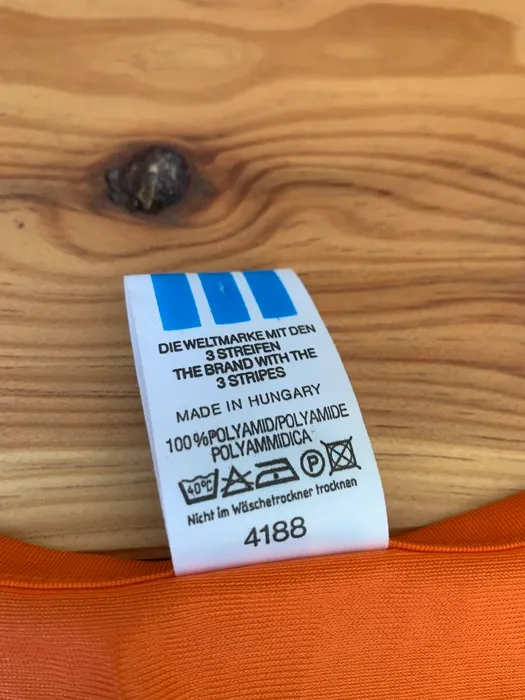 DIE WELTMARKE MIT DEN
3 STREIFEN
THE BRAND WITH THE
3 STRIPES
MADE IN HUNGARY
100%POLYAMID/POLYAMIDE
POLYAMMIDICA
40°C P
Nicht im Wäschetrockner trocknen
4188